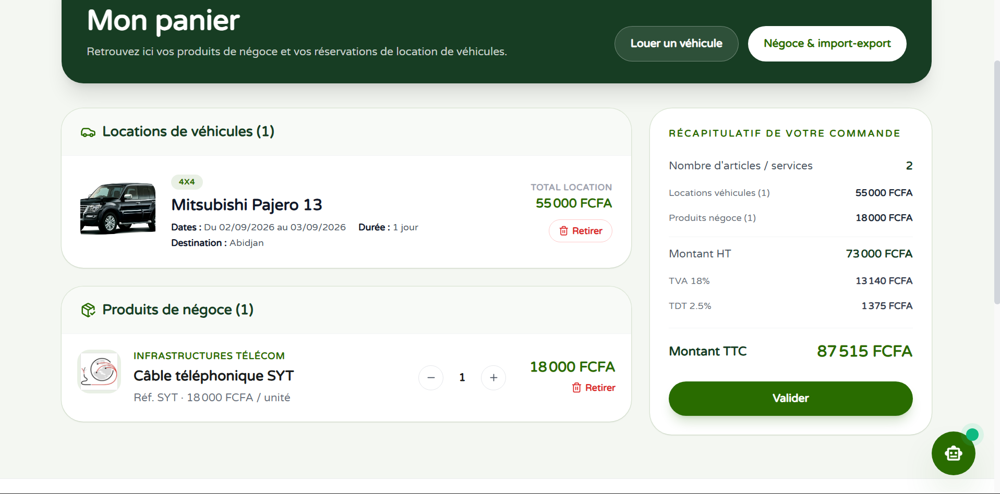 Mon panier
Retrouvez ici vos produits de négoce et vos réservations de location de véhicules.
Louer un véhicule
Négoce & import-export
Locations de véhicules (1)
4X4
Mitsubishi Pajero 13
Dates : Du 02/09/2026 au 03/09/2026 Durée : 1 jour
Destination : Abidjan
TOTAL LOCATION
55 000 FCFA
Retirer
Produits de négoce (1)
INFRASTRUCTURES TÉLÉCOM
Câble téléphonique SYT
Réf. SYT · 18 000 FCFA / unité
− 1 +
18 000 FCFA
Retirer
RÉCAPITULATIF DE VOTRE COMMANDE
Nombre d'articles / services 2
Locations véhicules (1) 55 000 FCFA
Produits négoce (1) 18 000 FCFA
Montant HT 73 000 FCFA
TVA 18% 13 140 FCFA
TDT 2.5% 1 375 FCFA
Montant TTC 87 515 FCFA
Valider